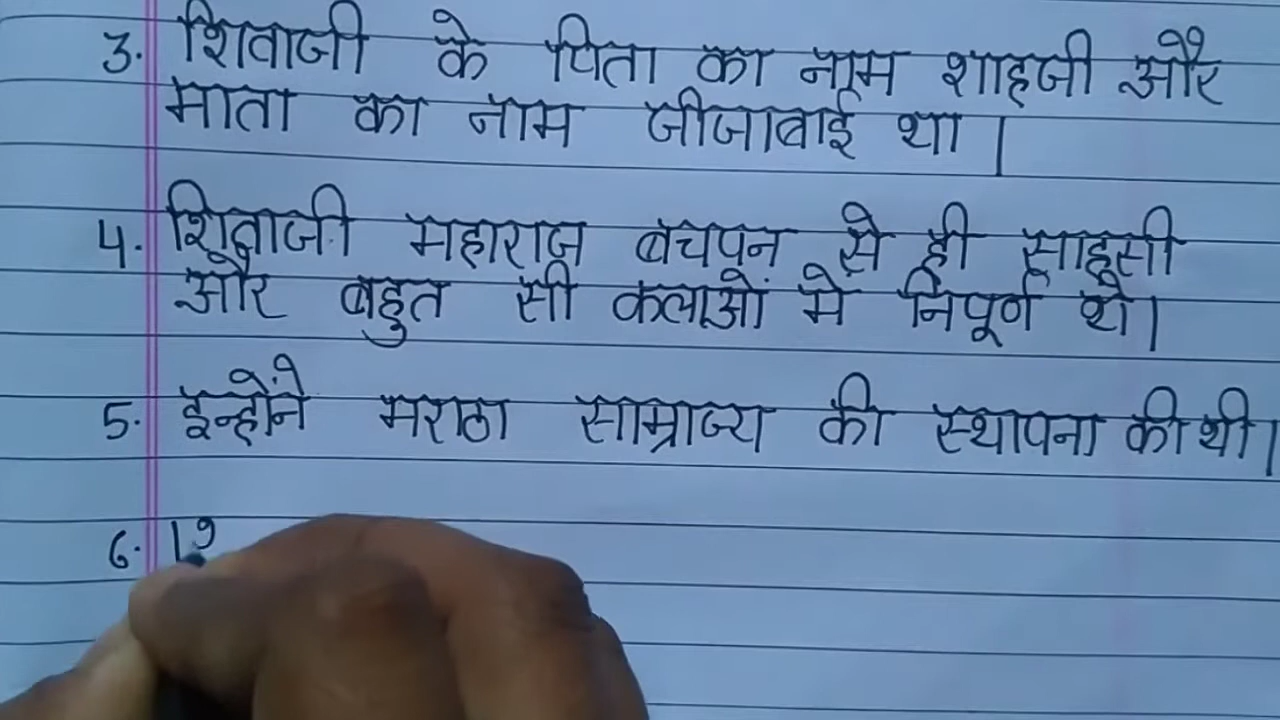 3. शिवाजी के पिता का नाम शाहजी और
माता का नाम जीजाबाई था।
4. शिवाजी महाराज बचपन से ही साहसी
और बहुत सी कलाओं मे निपूर्ण थे।
5. इन्होंने मराठा साम्राज्य की स्थापना की थी।
6.